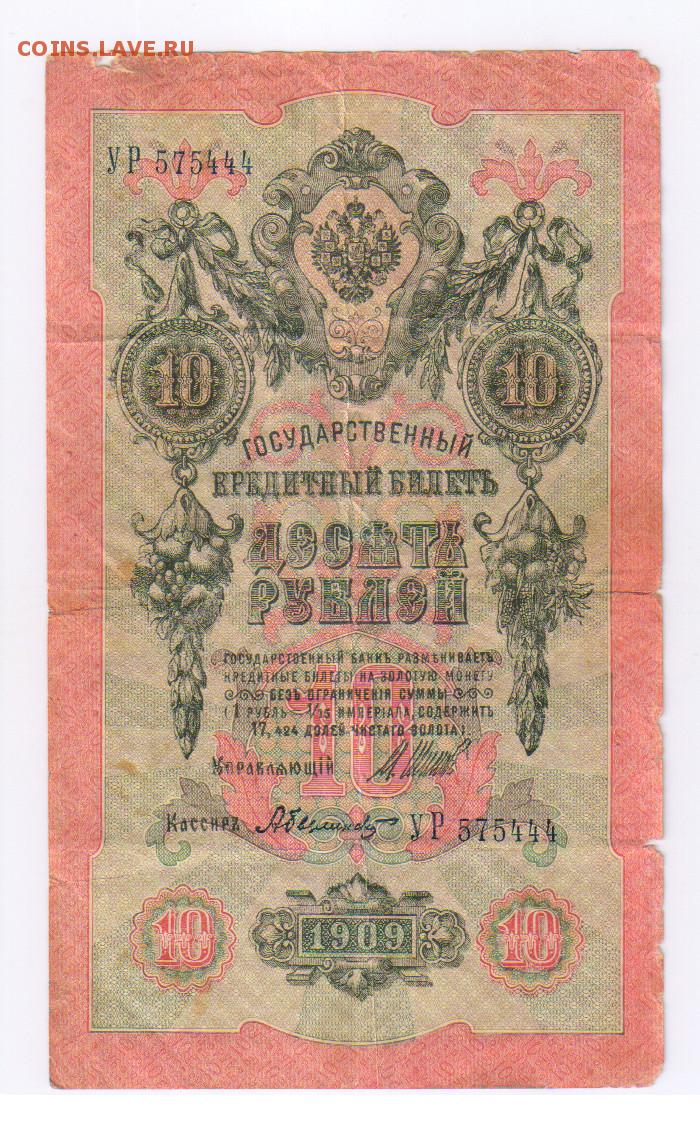 COINS.LAVE.RU
УР 575444
10 10
ГОСУДАРСТВЕННЫЙ
КРЕДИТНЫЙ БИЛЕТЪ
ДЕСЯТЬ
РУБЛЕЙ
ГОСУДАРСТВЕННЫЙ БАНКЪ РАЗМѢНИВАЕТЪ
КРЕДИТНЫЕ БИЛЕТЫ НА ЗОЛОТУЮ МОНЕТУ
БЕЗЪ ОГРАНИЧЕНІЯ СУММЫ
(1 РУБЛЬ = 1/15 ИМПЕРІАЛА, СОДЕРЖИТЪ
17,424 ДОЛЕЙ ЧИСТАГО ЗОЛОТА)
10
Управляющій
Кассиръ
УР 575444
10 1909 10